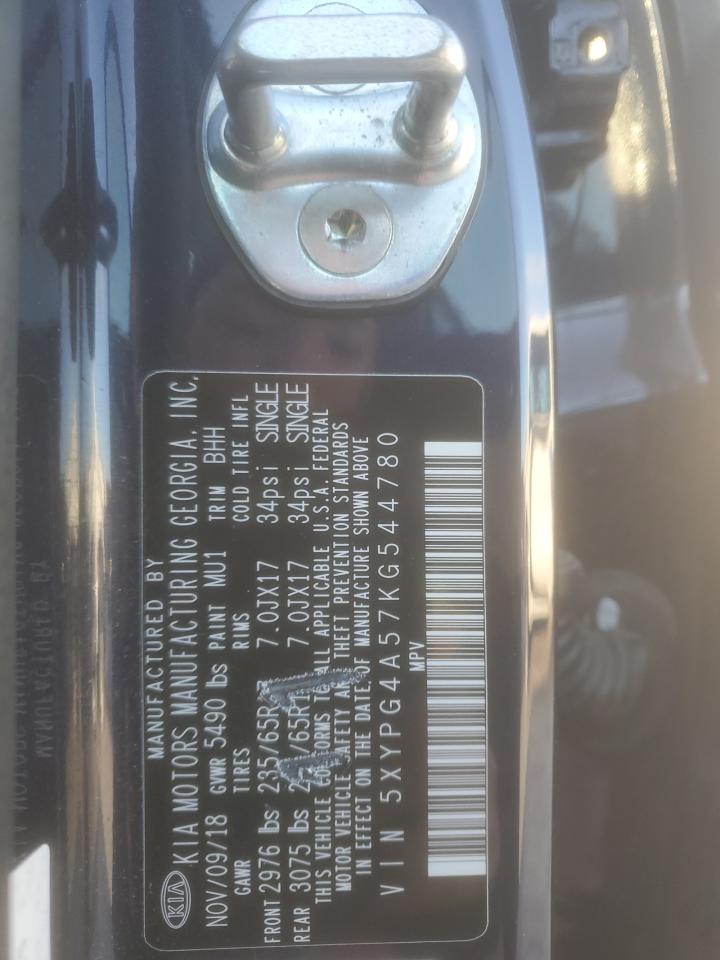 MANUFACTURED BY
KIA KIA MOTORS MANUFACTURING GEORGIA, INC.
NOV/09/18 GVWR 5490 lbs PAINT MU1 TRIM BHH
GAWR TIRES RIMS COLD TIRE INFL
FRONT 2976 lbs 235/65R 7.0JX17 34psi SINGLE
REAR 3075 lbs /65R 7.0JX17 34psi SINGLE
THIS VEHICLE CONFORMS TO ALL APPLICABLE U.S.A. FEDERAL
MOTOR VEHICLE SAFETY AND THEFT PREVENTION STANDARDS
IN EFFECT ON THE DATE OF MANUFACTURE SHOWN ABOVE
VIN 5XYPG4A57KG544780
MPV